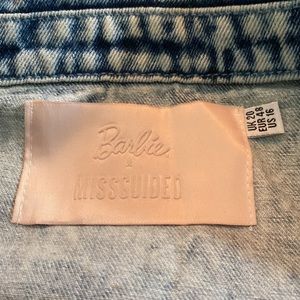 Barbie
&
MISSGUIDED
UK 20
EUR 48
US 16